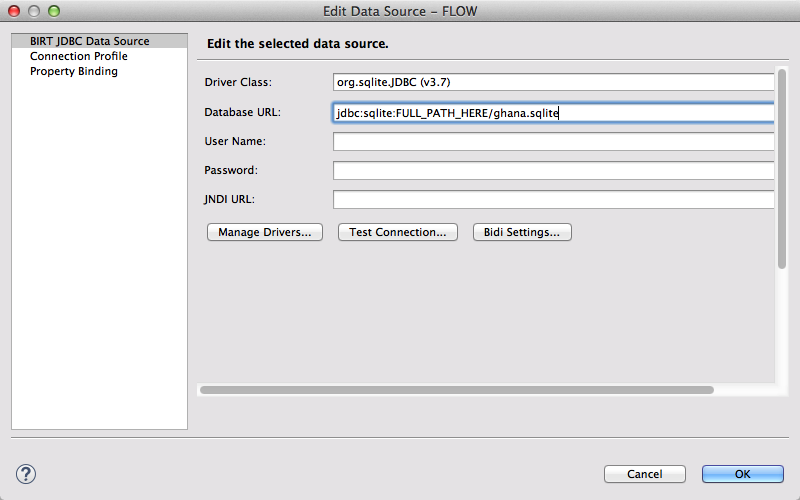 Edit Data Source – FLOW
BIRT JDBC Data Source
Connection Profile
Property Binding
Edit the selected data source.
Driver Class:
org.sqlite.JDBC (v3.7)
Database URL:
jdbc:sqlite:FULL_PATH_HERE/ghana.sqlite
User Name:
Password:
JNDI URL:
Manage Drivers...
Test Connection...
Bidi Settings...
?
Cancel
OK